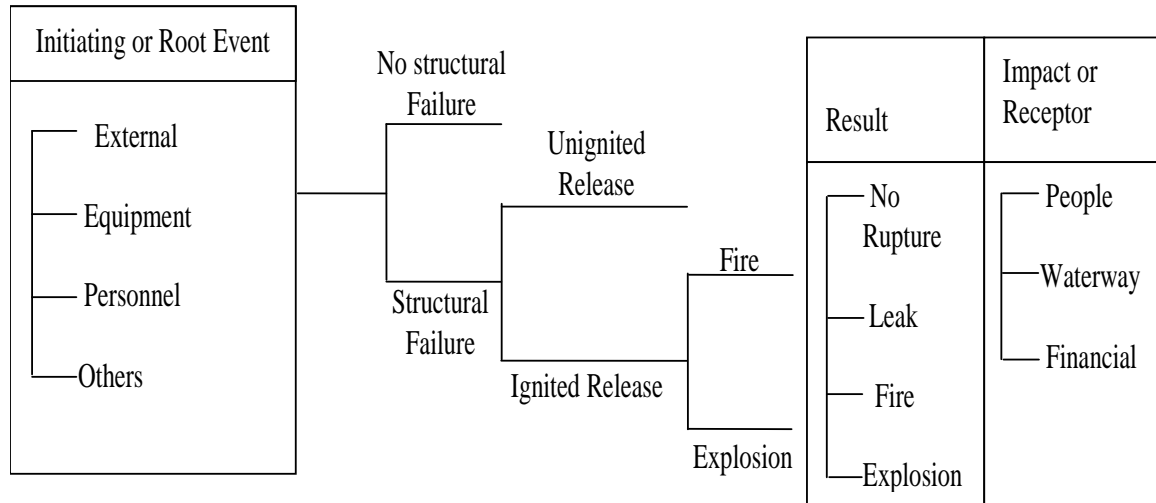 Initiating or Root Event
External
Equipment
Personnel
Others
No structural
Failure
Structural
Failure
Unignited
Release
Ignited Release
Fire
Explosion
Result
No
Rupture
Leak
Fire
Explosion
Impact or
Receptor
People
Waterway
Financial